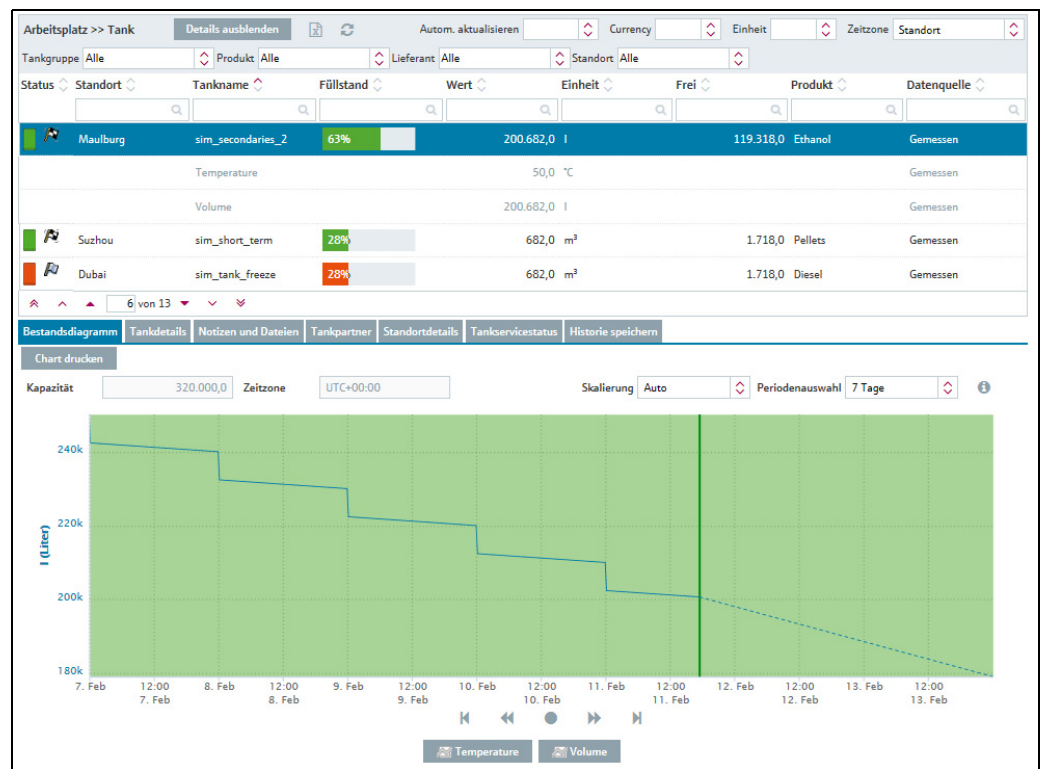 Arbeitsplatz >> Tank Details ausblenden Autom. aktualisieren Currency Einheit Zeitzone Standort
Tankgruppe Alle Produkt Alle Lieferant Alle Standort Alle
Status Standort Tankname Füllstand Wert Einheit Frei Produkt Datenquelle
Maulburg sim_secondaries_2 63% 200.682,0 l 119.318,0 Ethanol Gemessen
Temperature 50,0 °C Gemessen
Volume 200.682,0 l Gemessen
Suzhou sim_short_term 28% 682,0 m³ 1.718,0 Pellets Gemessen
Dubai sim_tank_freeze 28% 682,0 m³ 1.718,0 Diesel Gemessen
6 von 13
Bestandsdiagramm Tankdetails Notizen und Dateien Tankpartner Standortdetails Tankservicestatus Historie speichern
Chart drucken
Kapazität 320.000,0 Zeitzone UTC+00:00 Skalierung Auto Periodenauswahl 7 Tage
240k
220k
l (Liter)
200k
180k
7. Feb 12:00 8. Feb 12:00 9. Feb 12:00 10. Feb 12:00 11. Feb 12:00 12. Feb 12:00 13. Feb 12:00
7. Feb 8. Feb 9. Feb 10. Feb 11. Feb 12. Feb 13. Feb
Temperature Volume